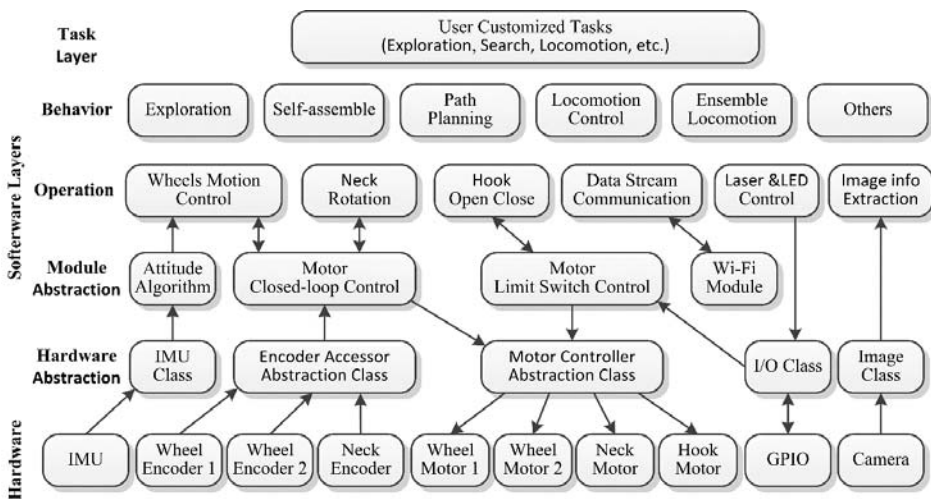 Task
Layer
User Customized Tasks
(Exploration, Search, Locomotion, etc.)
Softerware Layers
Behavior
Exploration
Self-assemble
Path
Planning
Locomotion
Control
Ensemble
Locomotion
Others
Operation
Wheels Motion
Control
Neck
Rotation
Hook
Open Close
Data Stream
Communication
Laser &LED
Control
Image info
Extraction
Module
Abstraction
Attitude
Algorithm
Motor
Closed-loop Control
Motor
Limit Switch Control
Wi-Fi
Module
Hardware
Abstraction
IMU
Class
Encoder Accessor
Abstraction Class
Motor Controller
Abstraction Class
I/O Class
Image
Class
Hardware
IMU
Wheel
Encoder 1
Wheel
Encoder 2
Neck
Encoder
Wheel
Motor 1
Wheel
Motor 2
Neck
Motor
Hook
Motor
GPIO
Camera